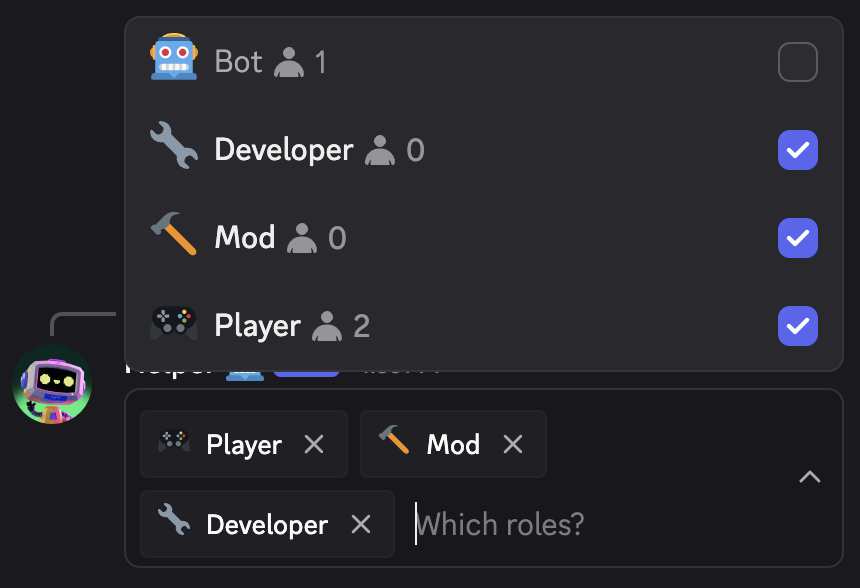 Bot 1
Developer 0
Mod 0
Player 2
Player Mod
Developer Which roles?